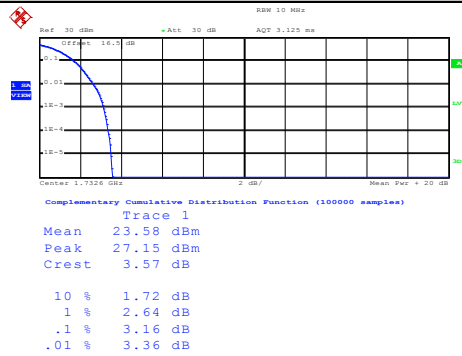 RBW 10 MHz
Ref 30 dBm Att 30 dB AQT 3.125 ms
Offset 16.5 dB
0.1
0.01
1E-3
1E-4
1E-5
1 SA
VIEW
A
LV
3D
Center 1.7326 GHz 2 dB/ Mean Pwr + 20 dB
Complementary Cumulative Distribution Function (100000 samples)
Trace 1
Mean 23.58 dBm
Peak 27.15 dBm
Crest 3.57 dB
10 % 1.72 dB
1 % 2.64 dB
.1 % 3.16 dB
.01 % 3.36 dB